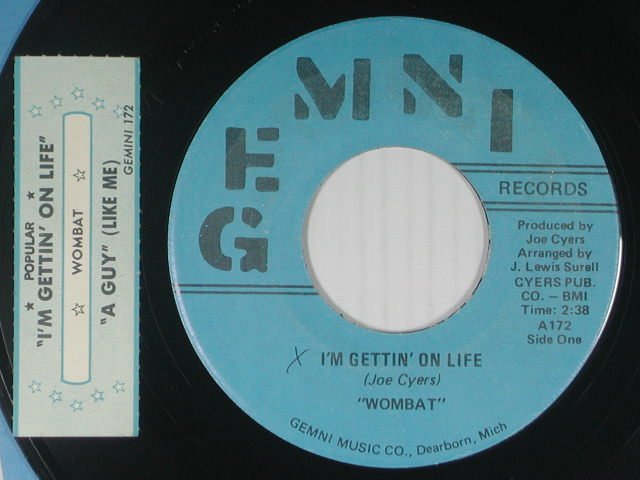 ★ POPULAR ★
"I'M GETTIN' ON LIFE"
☆ WOMBAT ☆
"A GUY" (LIKE ME)
GEMINI 172
GEMNI
RECORDS
Produced by
Joe Cyers
Arranged by
J. Lewis Surell
CYERS PUB.
CO. – BMI
Time: 2:38
A172
Side One
X I'M GETTIN' ON LIFE
(Joe Cyers)
"WOMBAT"
GEMNI MUSIC CO., Dearborn, Mich